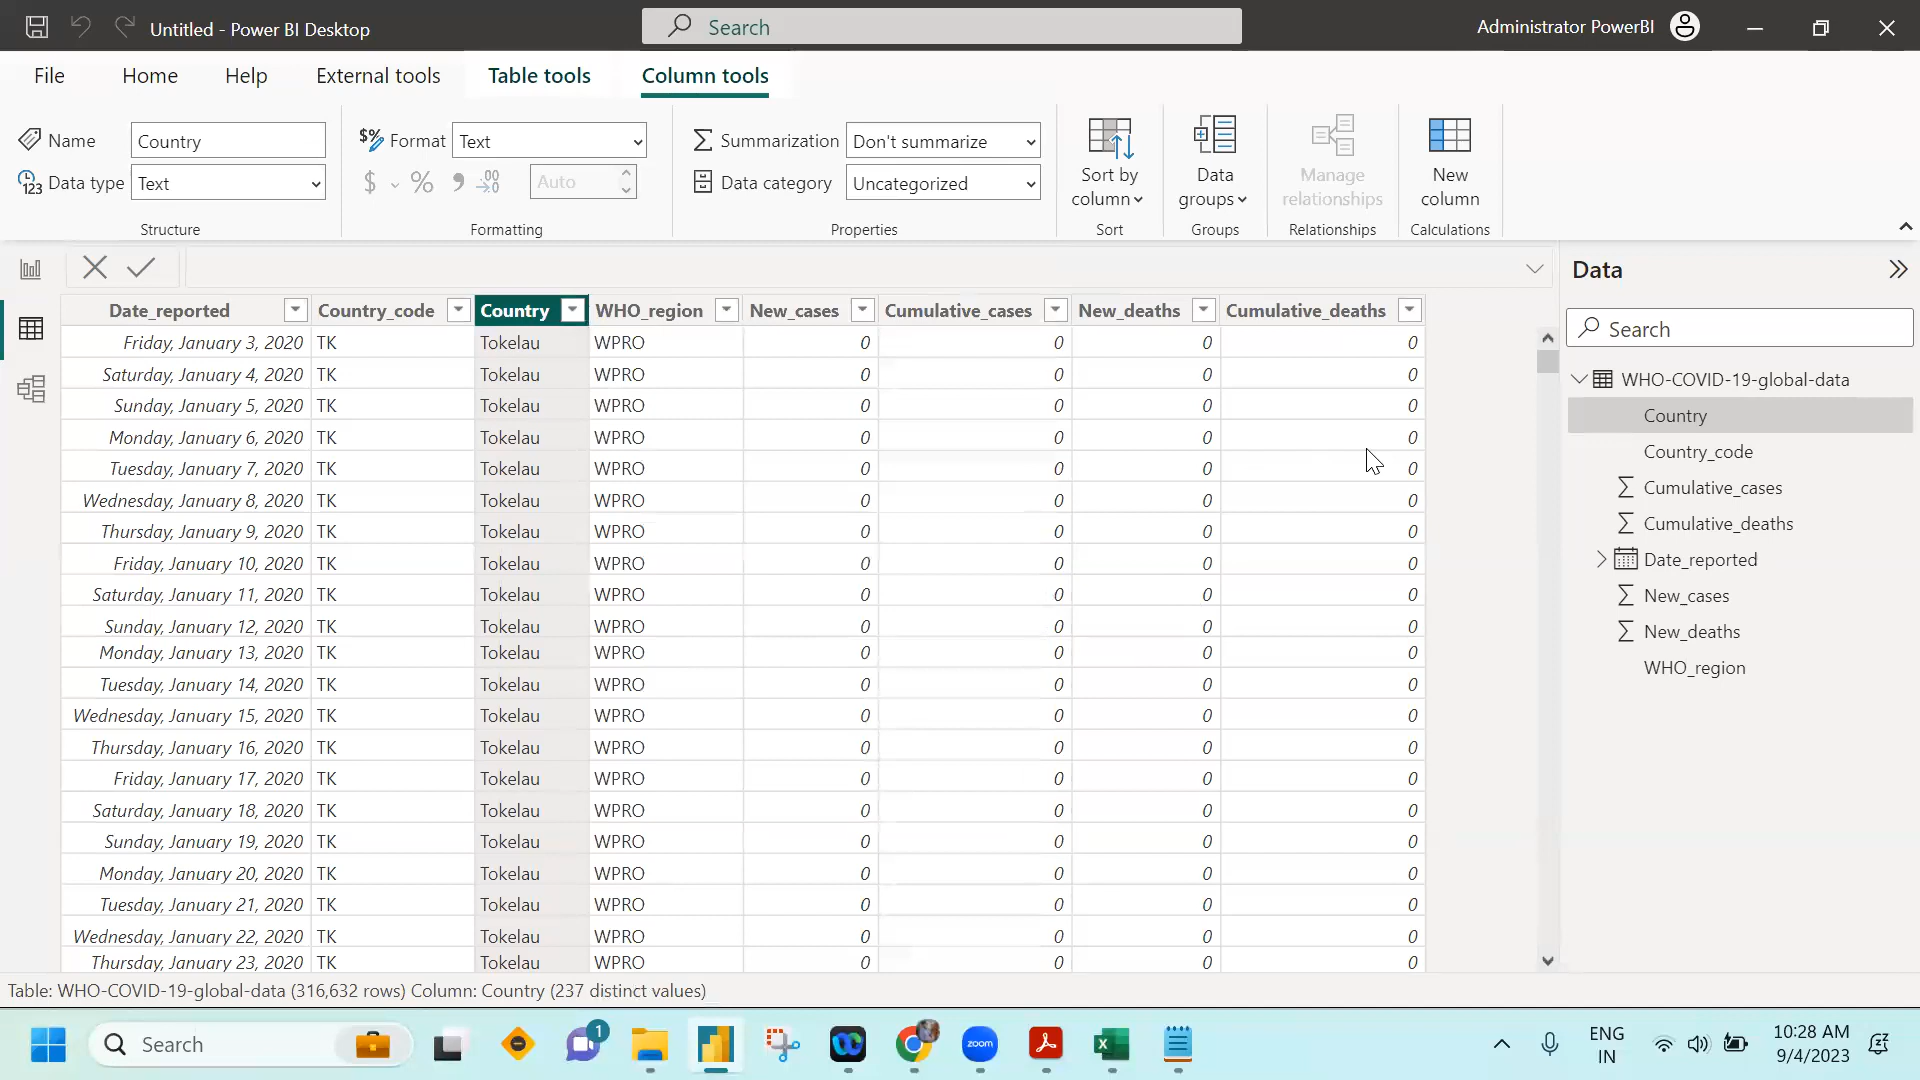 Untitled - Power BI Desktop
Search
Administrator PowerBI
File Home Help External tools Table tools Column tools
Name Country
Data type Text
Structure
Format Text
$ % 9 .00 Auto
Formatting
Summarization Don't summarize
Data category Uncategorized
Properties
Sort by column
Sort
Data groups
Groups
Manage relationships
Relationships
New column
Calculations
Date_reported Country_code Country WHO_region New_cases Cumulative_cases New_deaths Cumulative_deaths
Friday, January 3, 2020 TK Tokelau WPRO 0 0 0 0
Saturday, January 4, 2020 TK Tokelau WPRO 0 0 0 0
Sunday, January 5, 2020 TK Tokelau WPRO 0 0 0 0
Monday, January 6, 2020 TK Tokelau WPRO 0 0 0 0
Tuesday, January 7, 2020 TK Tokelau WPRO 0 0 0 0
Wednesday, January 8, 2020 TK Tokelau WPRO 0 0 0 0
Thursday, January 9, 2020 TK Tokelau WPRO 0 0 0 0
Friday, January 10, 2020 TK Tokelau WPRO 0 0 0 0
Saturday, January 11, 2020 TK Tokelau WPRO 0 0 0 0
Sunday, January 12, 2020 TK Tokelau WPRO 0 0 0 0
Monday, January 13, 2020 TK Tokelau WPRO 0 0 0 0
Tuesday, January 14, 2020 TK Tokelau WPRO 0 0 0 0
Wednesday, January 15, 2020 TK Tokelau WPRO 0 0 0 0
Thursday, January 16, 2020 TK Tokelau WPRO 0 0 0 0
Friday, January 17, 2020 TK Tokelau WPRO 0 0 0 0
Saturday, January 18, 2020 TK Tokelau WPRO 0 0 0 0
Sunday, January 19, 2020 TK Tokelau WPRO 0 0 0 0
Monday, January 20, 2020 TK Tokelau WPRO 0 0 0 0
Tuesday, January 21, 2020 TK Tokelau WPRO 0 0 0 0
Wednesday, January 22, 2020 TK Tokelau WPRO 0 0 0 0
Thursday, January 23, 2020 TK Tokelau WPRO 0 0 0 0
Data
Search
WHO-COVID-19-global-data
Country
Country_code
Cumulative_cases
Cumulative_deaths
Date_reported
New_cases
New_deaths
WHO_region
Table: WHO-COVID-19-global-data (316,632 rows) Column: Country (237 distinct values)
Search
1
zoom
ENG
IN
10:28 AM
9/4/2023